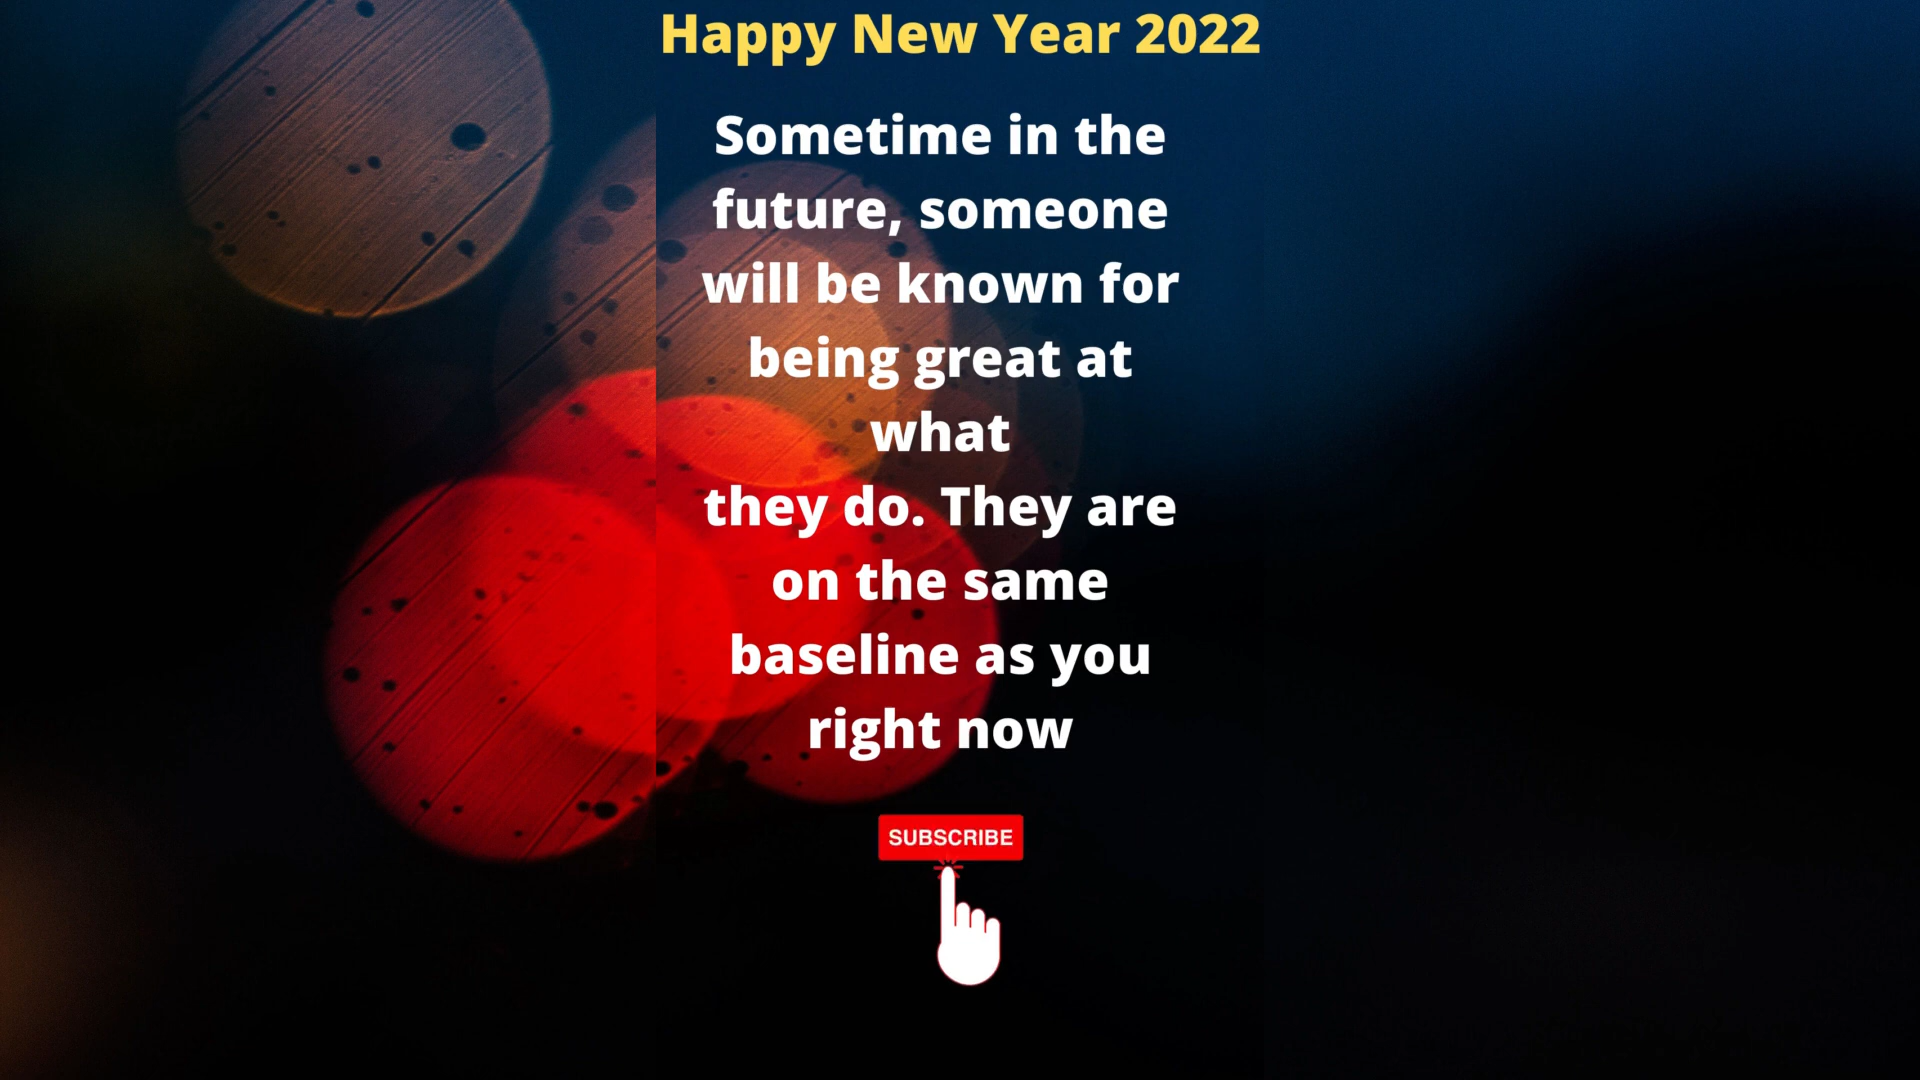 Happy New Year 2022
Sometime in the
future, someone
will be known for
being great at
what
they do. They are
on the same
baseline as you
right now
SUBSCRIBE